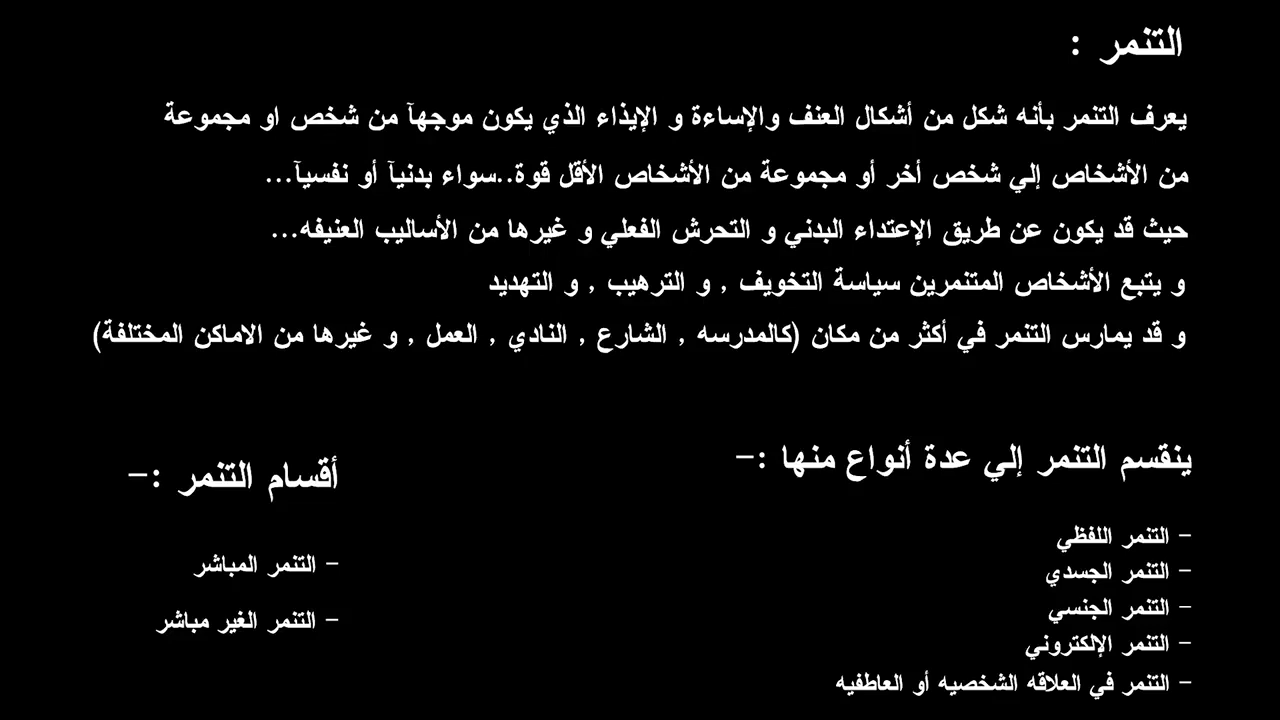 التنمر :
يعرف التنمر بأنه شكل من أشكال العنف والإساءة و الإيذاء الذي يكون موجهآ من شخص او مجموعة
من الأشخاص إلي شخص أخر أو مجموعة من الأشخاص الأقل قوة..سواء بدنيآ أو نفسيآ...
حيث قد يكون عن طريق الإعتداء البدني و التحرش الفعلي و غيرها من الأساليب العنيفه...
و يتبع الأشخاص المتنمرين سياسة التخويف , و الترهيب , و التهديد
و قد يمارس التنمر في أكثر من مكان (كالمدرسه , الشارع , النادي , العمل , و غيرها من الاماكن المختلفة)
ينقسم التنمر إلي عدة أنواع منها :-
- التنمر اللفظي
- التنمر الجسدي
- التنمر الجنسي
- التنمر الإلكتروني
- التنمر في العلاقه الشخصيه أو العاطفيه
أقسام التنمر :-
- التنمر المباشر
- التنمر الغير مباشر